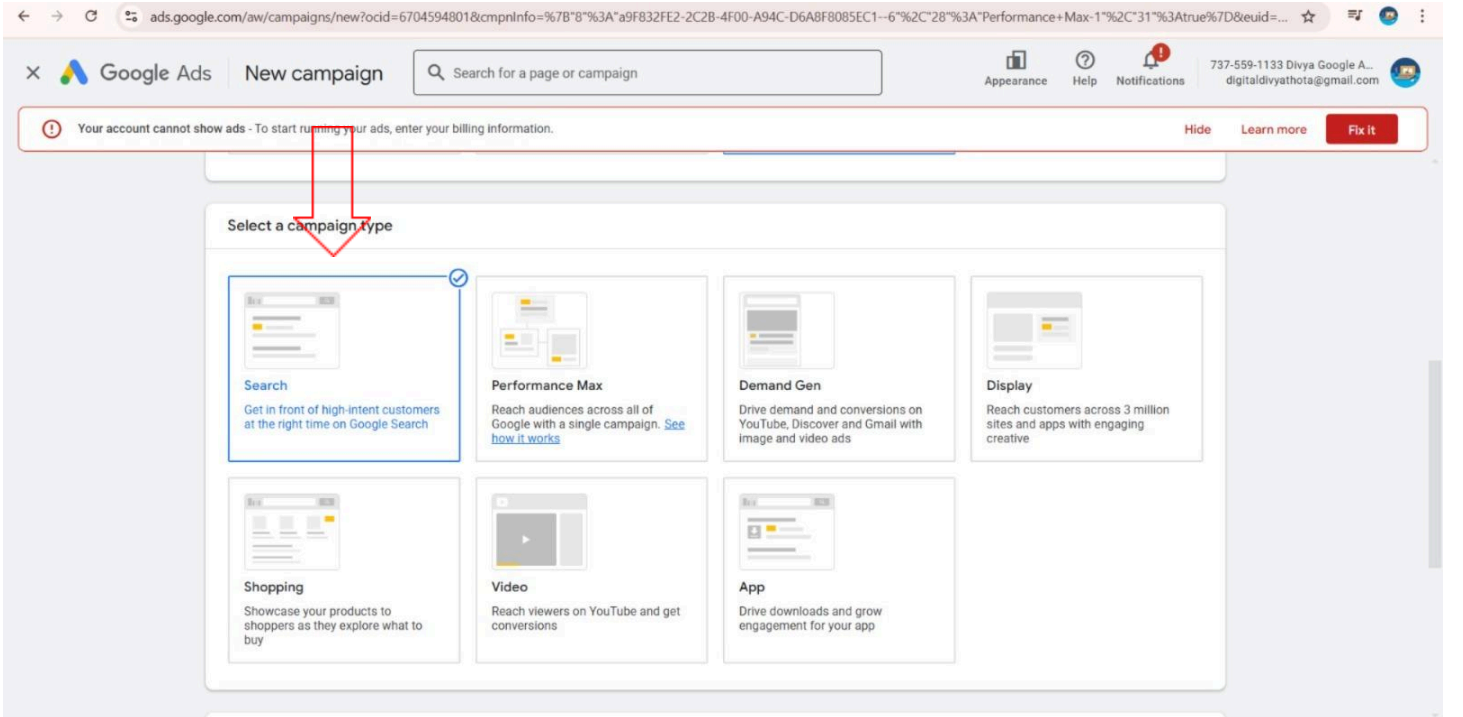 ads.google.com/aw/campaigns/new?ocid=6704594801&cmpnInfo=%7B"8"%3A"a9F832FE2-2C2B-4F00-A94C-D6A8F8085EC1--6"%2C"28"%3A"Performance+Max-1"%2C"31"%3Atrue%7D&euid=...
Google Ads
New campaign
Search for a page or campaign
Appearance
Help
Notifications
737-559-1133 Divya Google A...
digitaldivyathota@gmail.com
Your account cannot show ads - To start running your ads, enter your billing information.
Hide
Learn more
Fix it
Select a campaign type
Search
Get in front of high-intent customers
at the right time on Google Search
Performance Max
Reach audiences across all of
Google with a single campaign. See
how it works
Demand Gen
Drive demand and conversions on
YouTube, Discover and Gmail with
image and video ads
Display
Reach customers across 3 million
sites and apps with engaging
creative
Shopping
Showcase your products to
shoppers as they explore what to
buy
Video
Reach viewers on YouTube and get
conversions
App
Drive downloads and grow
engagement for your app